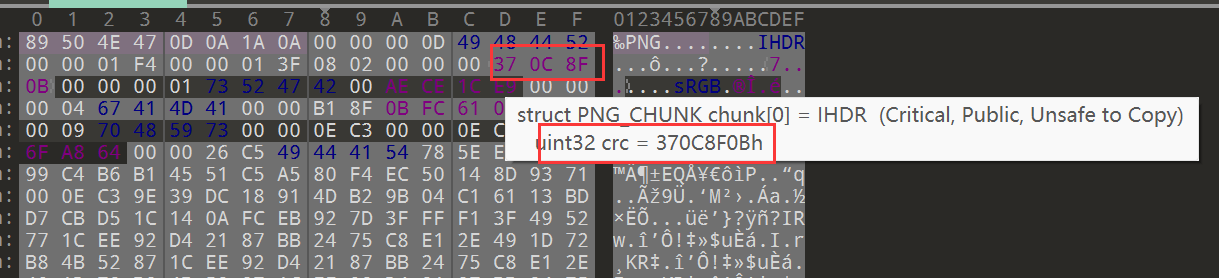 0 1 2 3 4 5 6 7 8 9 A B C D E F 0123456789ABCDEF
89 50 4E 47 0D 0A 1A 0A 00 00 00 0D 49 48 44 52 ‰PNG........IHDR
00 00 01 F4 00 00 01 3F 08 02 00 00 00 37 0C 8F ...ô...?.....7..
0B 00 00 00 01 73 52 47 42 00 AE CE 1C E9 00 00 .....sRGB.®Î.é..
00 04 67 41 4D 41 00 00 B1 8F 0B FC 61 0
00 09 70 48 59 73 00 00 0E C3 00 00 0E C
6F A8 64 00 00 26 C5 49 44 41 54 78 5E E
struct PNG_CHUNK chunk[0] = IHDR (Critical, Public, Unsafe to Copy)
uint32 crc = 370C8F0Bh
99 C4 B6 B1 45 51 C5 A5 80 F4 EC 50 14 8D 93 71 ™Ä¶±EQÅ¥€ôìP..“q
00 0E C3 9E 39 DC 18 91 4D B2 9B 04 C1 61 13 BD ..Ãž9Ü.‘M²›.Áa.½
D7 CB D5 1C 14 0A FC EB 92 7D 3F FF F1 3F 49 52 ×ËÕ...üë’}?ÿñ?IR
77 1C EE 92 D4 21 87 BB 24 75 C8 E1 2E 49 1D 72 w.î’Ô!‡»$uÈá.I.r
B8 4B 52 87 1C EE 92 D4 21 87 BB 24 75 C8 E1 2E ¸KR‡.î’Ô!‡»$uÈá.